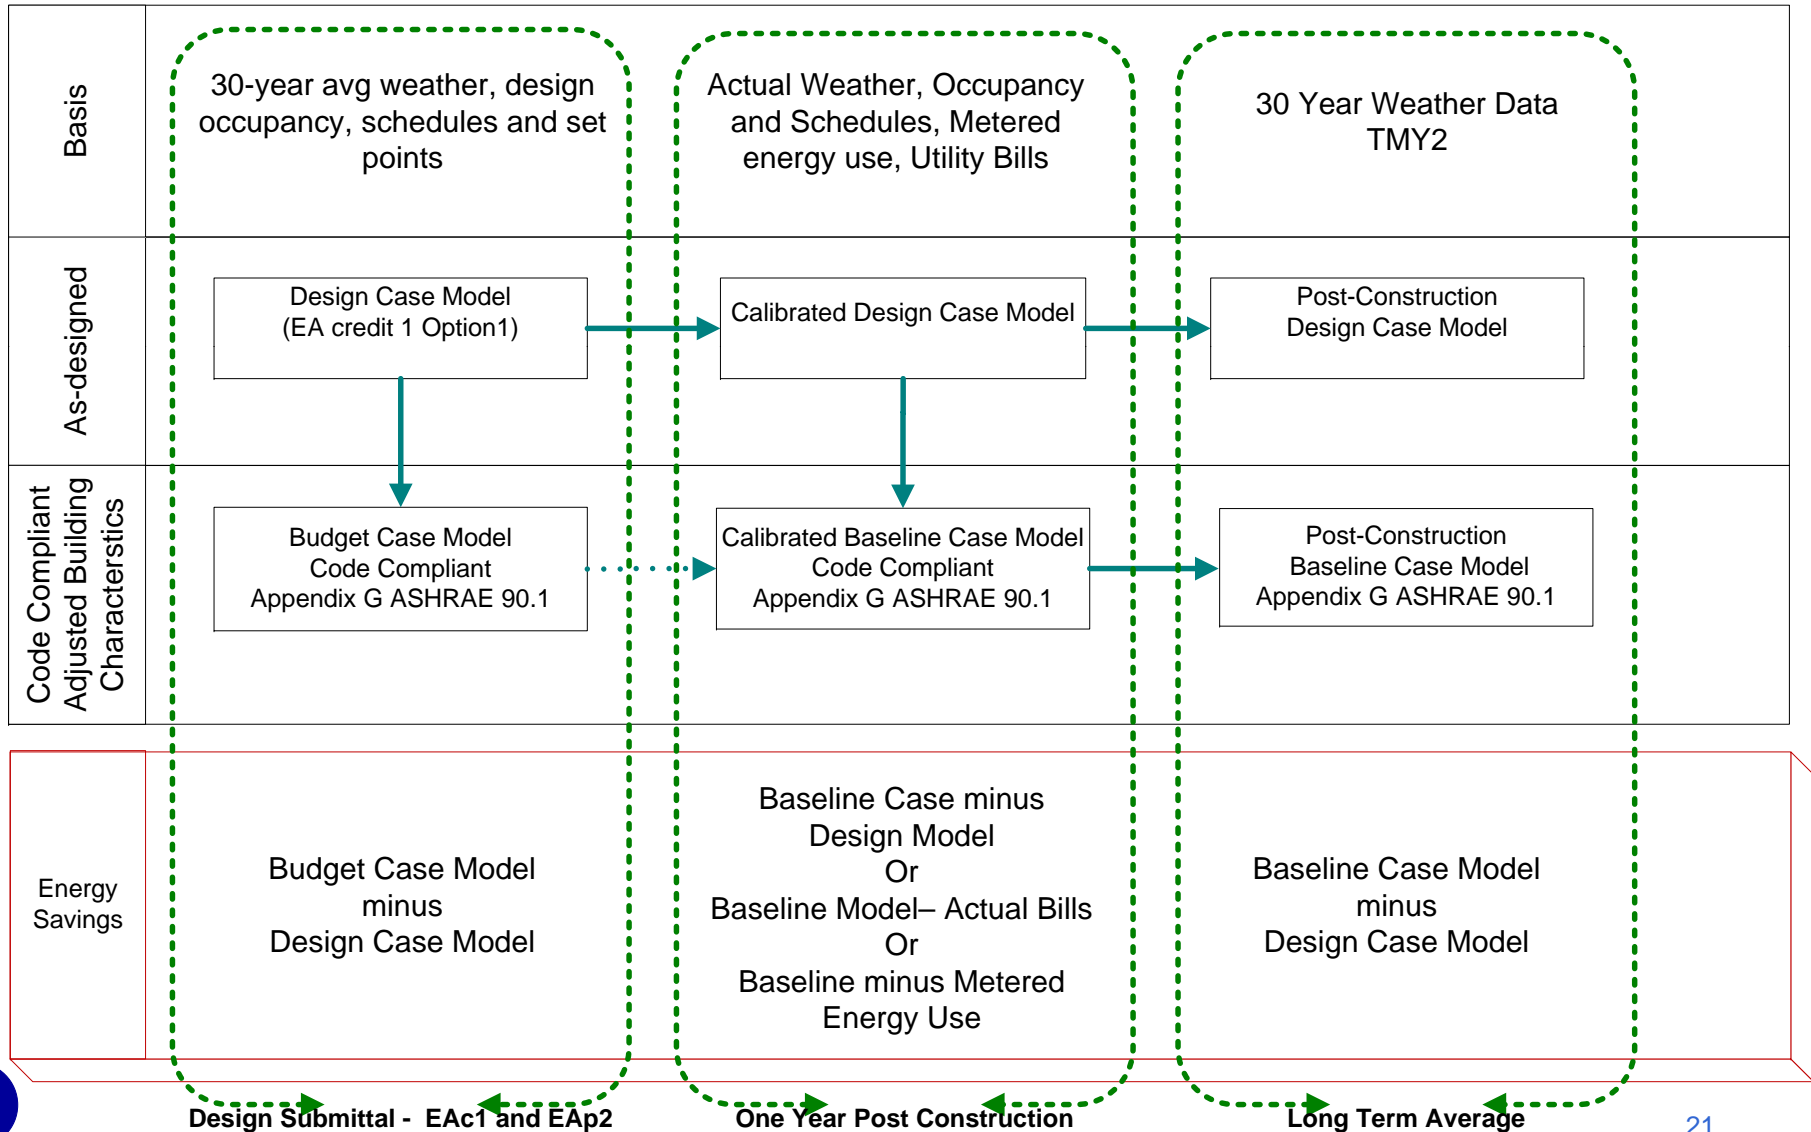 Basis
30-year avg weather, design
occupancy, schedules and set
points
Actual Weather, Occupancy
and Schedules, Metered
energy use, Utility Bills
30 Year Weather Data
TMY2
As-designed
Design Case Model
(EA credit 1 Option1)
Calibrated Design Case Model
Post-Construction
Design Case Model
Code Compliant
Adjusted Building
Characterstics
Budget Case Model
Code Compliant
Appendix G ASHRAE 90.1
Calibrated Baseline Case Model
Code Compliant
Appendix G ASHRAE 90.1
Post-Construction
Baseline Case Model
Appendix G ASHRAE 90.1
Energy
Savings
Budget Case Model
minus
Design Case Model
Baseline Case minus
Design Model
Or
Baseline Model– Actual Bills
Or
Baseline minus Metered
Energy Use
Baseline Case Model
minus
Design Case Model
Design Submittal - EAc1 and EAp2
One Year Post Construction
Long Term Average
21